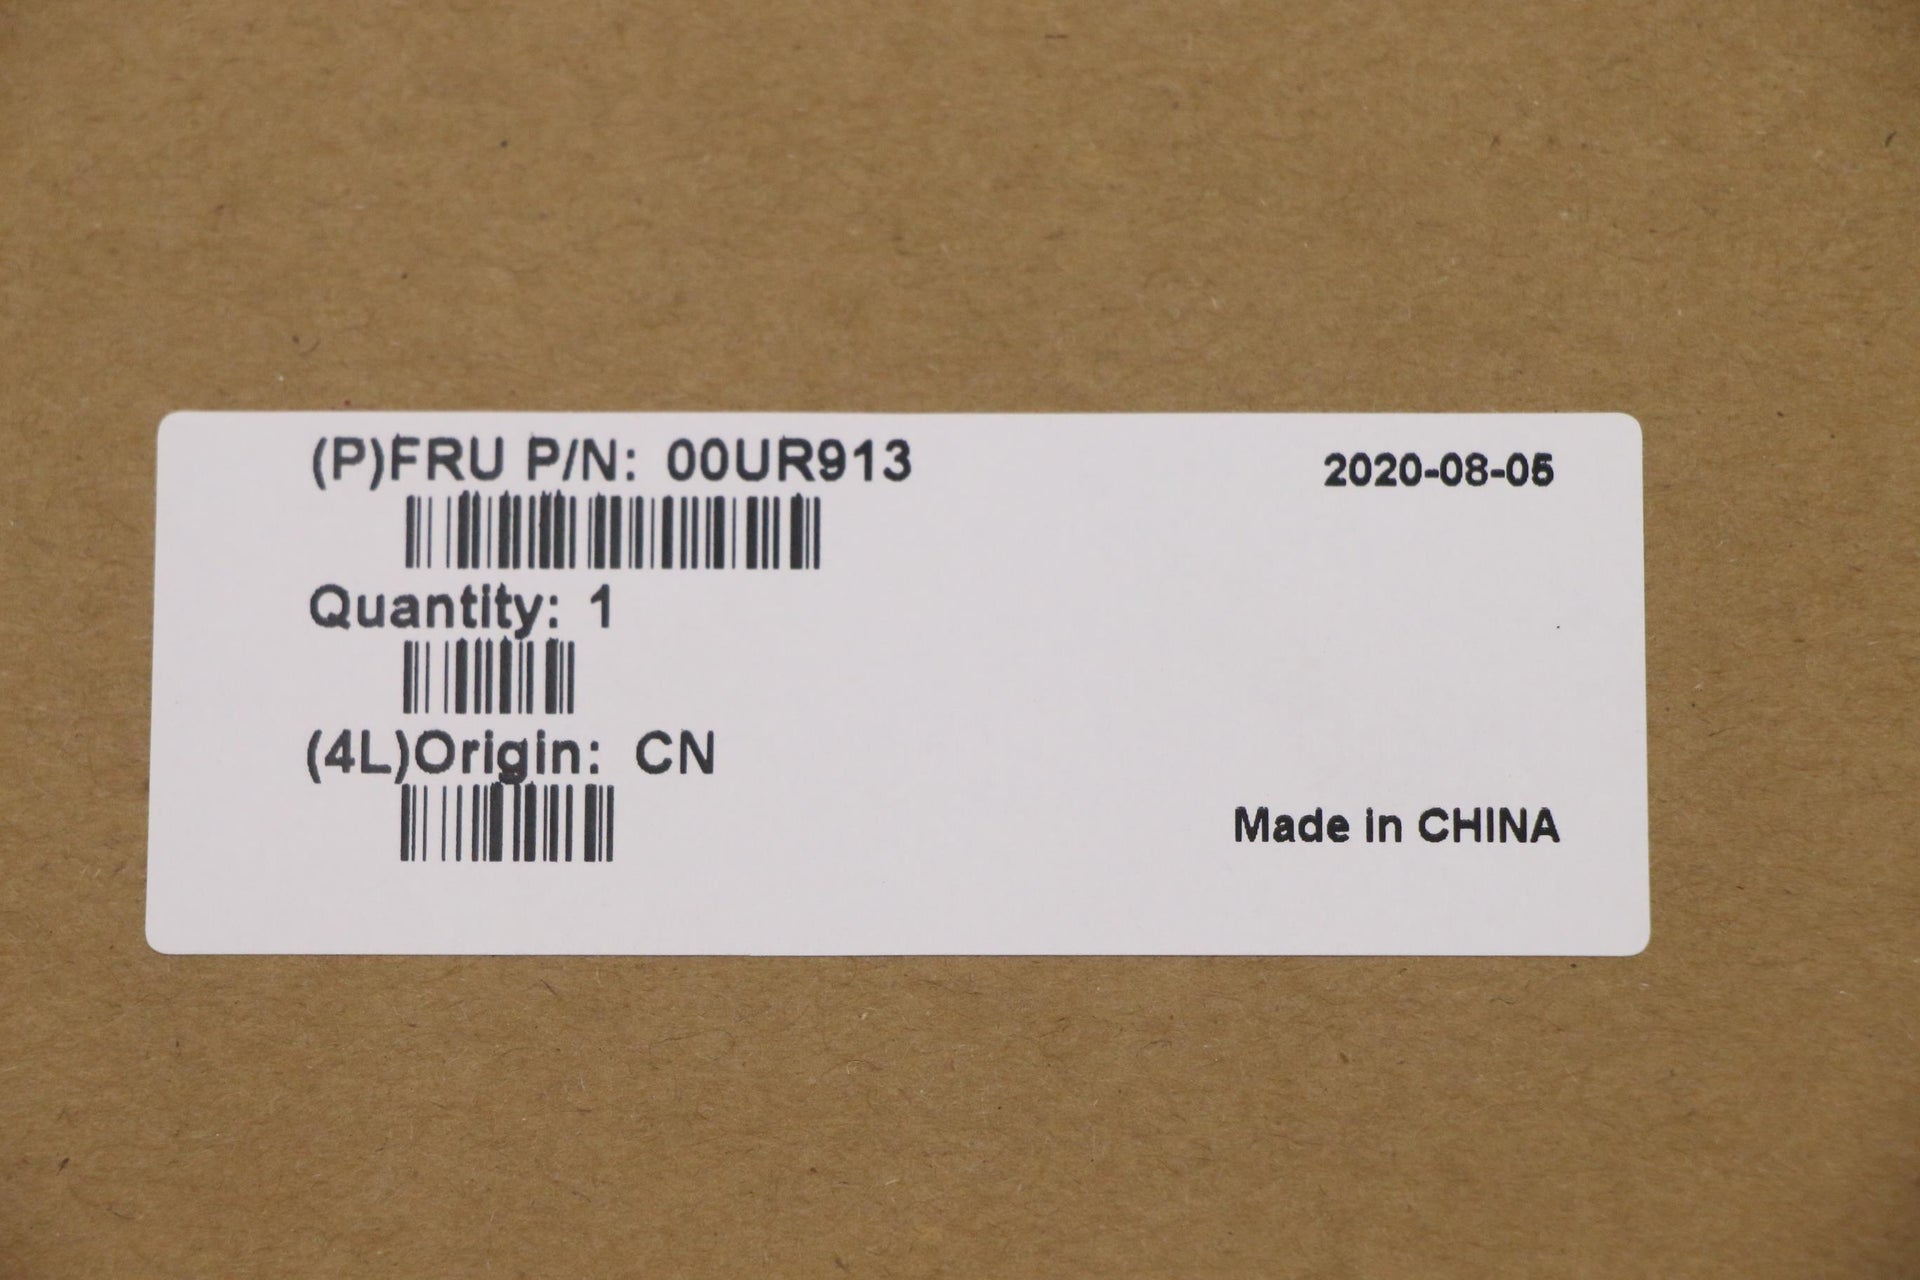 (P)FRU P/N: 00UR913
2020-08-05
Quantity: 1
(4L)Origin: CN
Made in CHINA